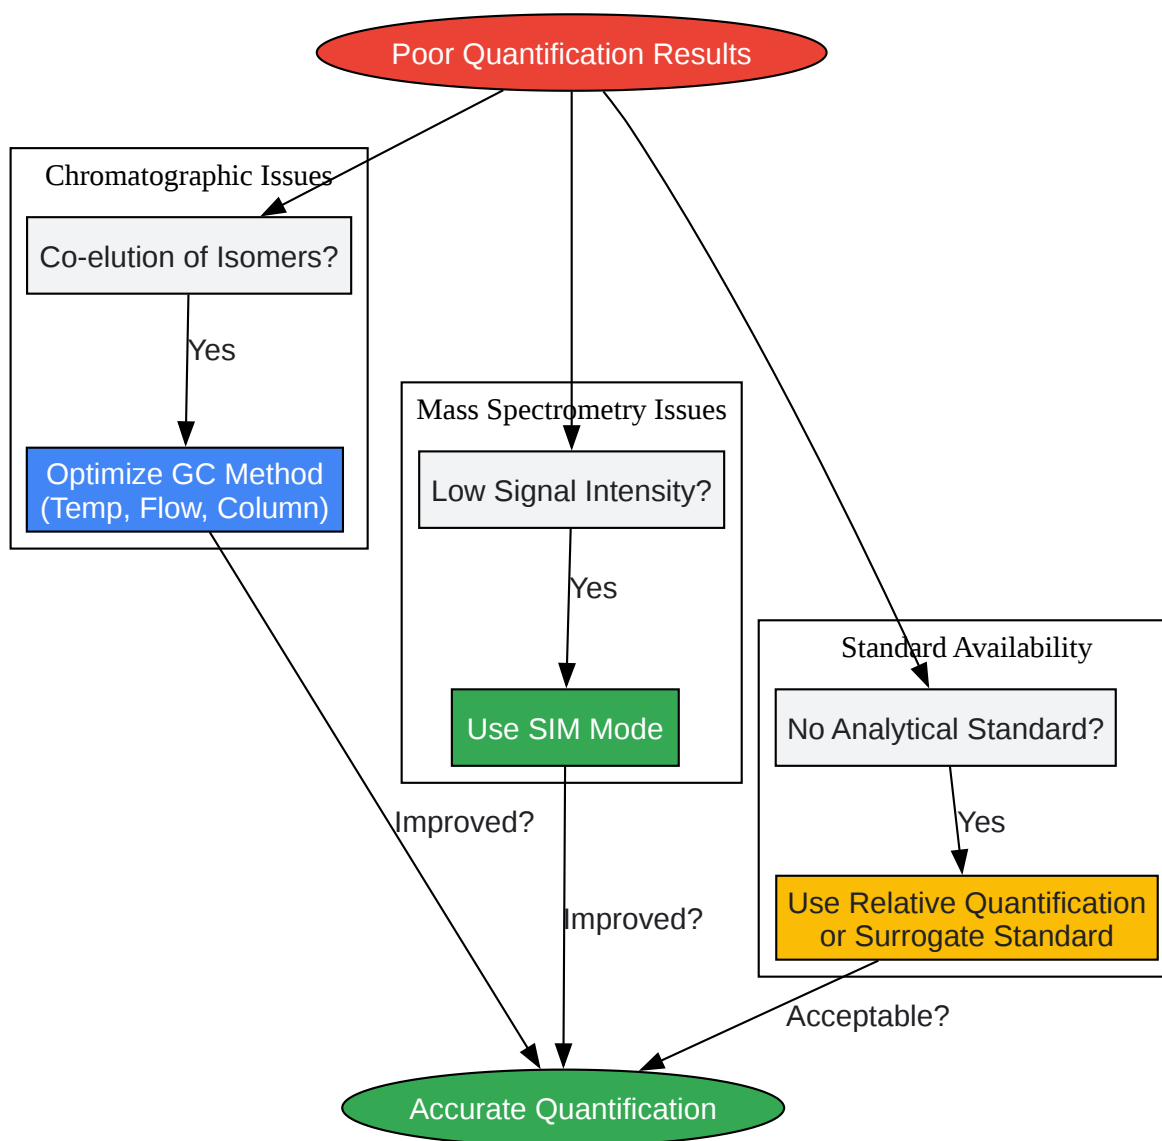 Poor Quantification Results
Chromatographic Issues
Co-elution of Isomers?
Yes
Optimize GC Method
(Temp, Flow, Column)
Mass Spectrometry Issues
Low Signal Intensity?
Yes
Use SIM Mode
Standard Availability
No Analytical Standard?
Yes
Use Relative Quantification
or Surrogate Standard
Improved?
Improved?
Acceptable?
Accurate Quantification